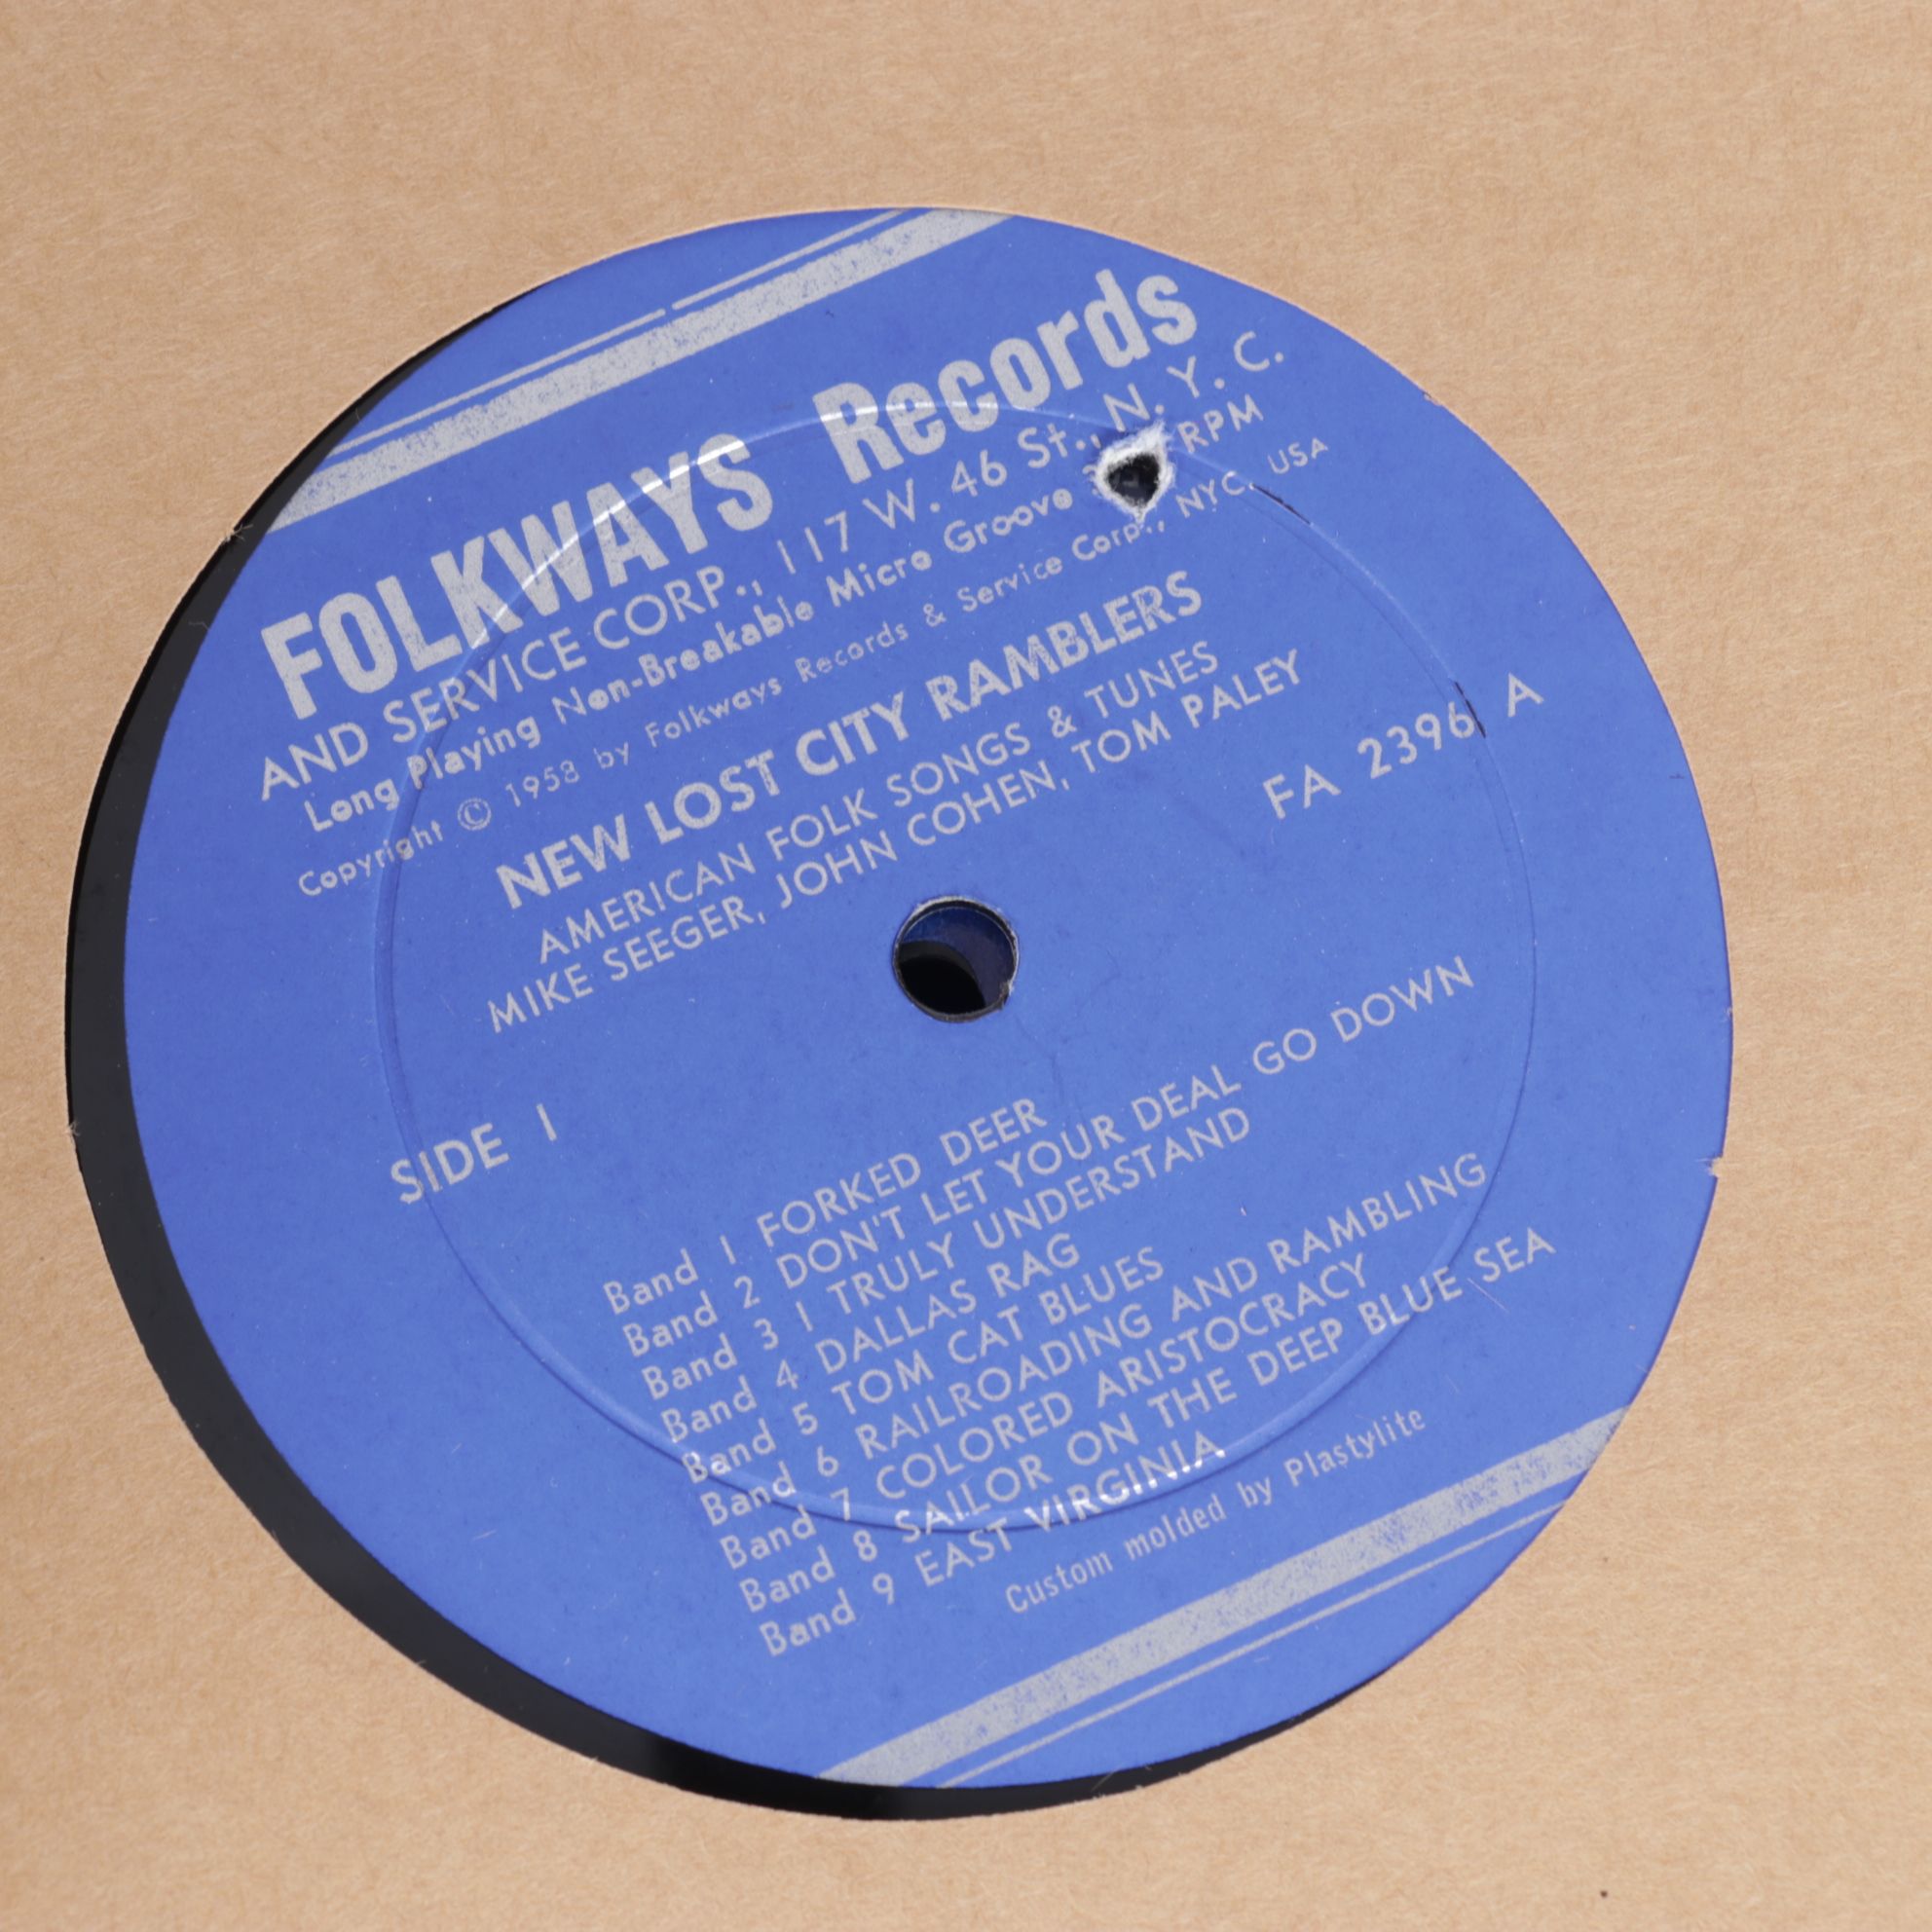 FOLKWAYS Records
AND SERVICE CORP., 117 W. 46 St., N. Y. C.
Long Playing Non-Breakable Micro Groove RPM
Copyright © 1958 by Folkways Records & Service Corp., NYC. USA
NEW LOST CITY RAMBLERS
AMERICAN FOLK SONGS & TUNES
MIKE SEEGER, JOHN COHEN, TOM PALEY
FA 2396 A
SIDE 1
Band 1 FORKED DEER
Band 2 DON'T LET YOUR DEAL GO DOWN
Band 3 I TRULY UNDERSTAND
Band 4 DALLAS RAG
Band 5 TOM CAT BLUES
Band 6 RAILROADING AND RAMBLING
Band 7 COLORED ARISTOCRACY
Band 8 SAILOR ON THE DEEP BLUE SEA
Band 9 EAST VIRGINIA
Custom molded by Plastylite